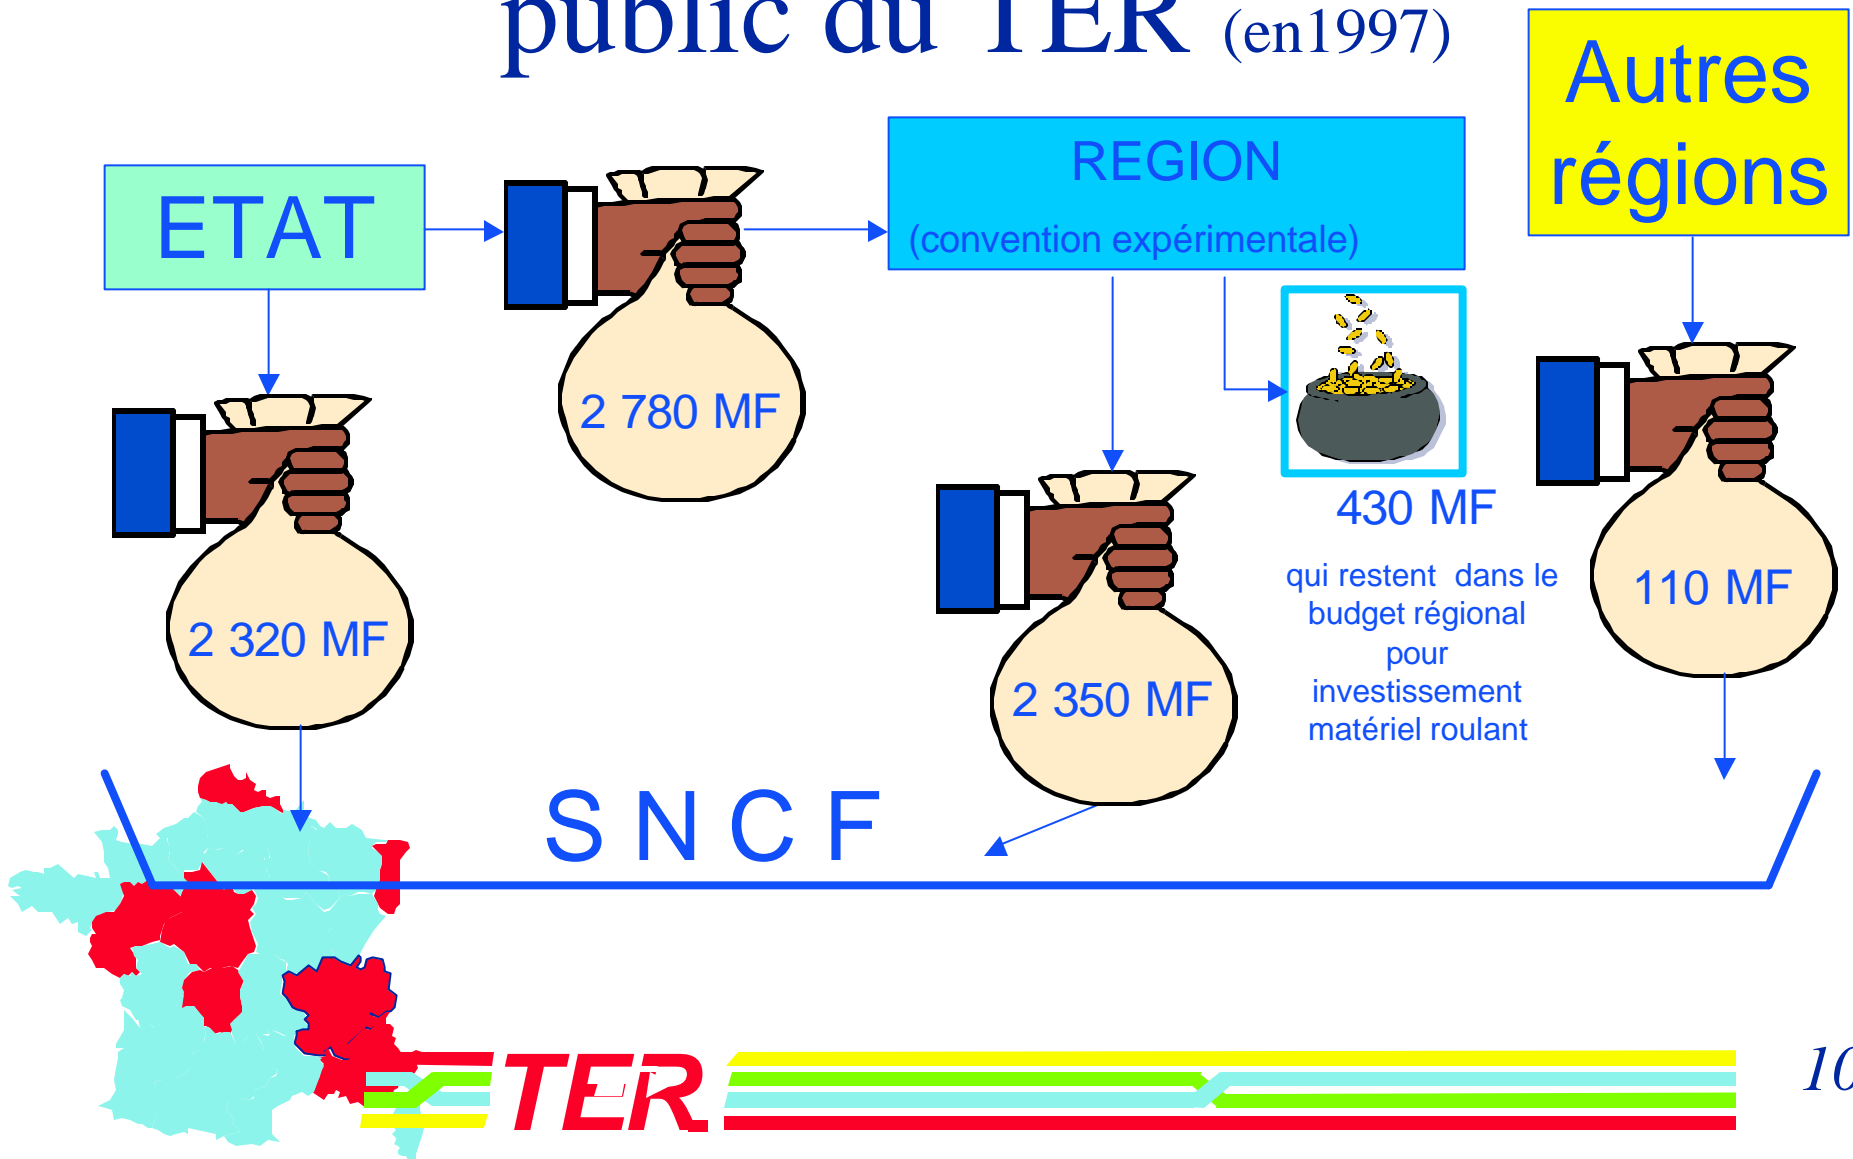 public du TER (en1997)
Autres
régions
ETAT
REGION
(convention expérimentale)
2 780 MF
2 320 MF
2 350 MF
430 MF
qui restent dans le
budget régional
pour
investissement
matériel roulant
110 MF
S N C F
TER
10